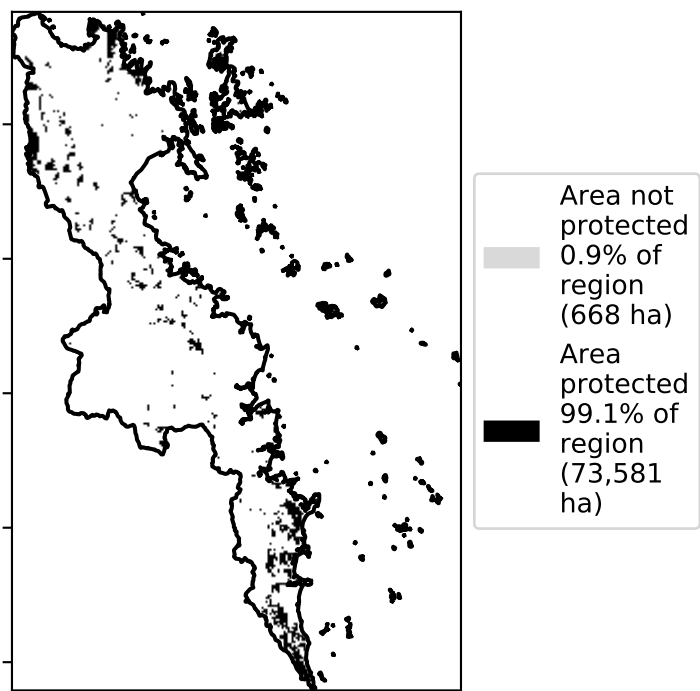 Area not
protected
0.9% of
region
(668 ha)
Area
protected
99.1% of
region
(73,581
ha)